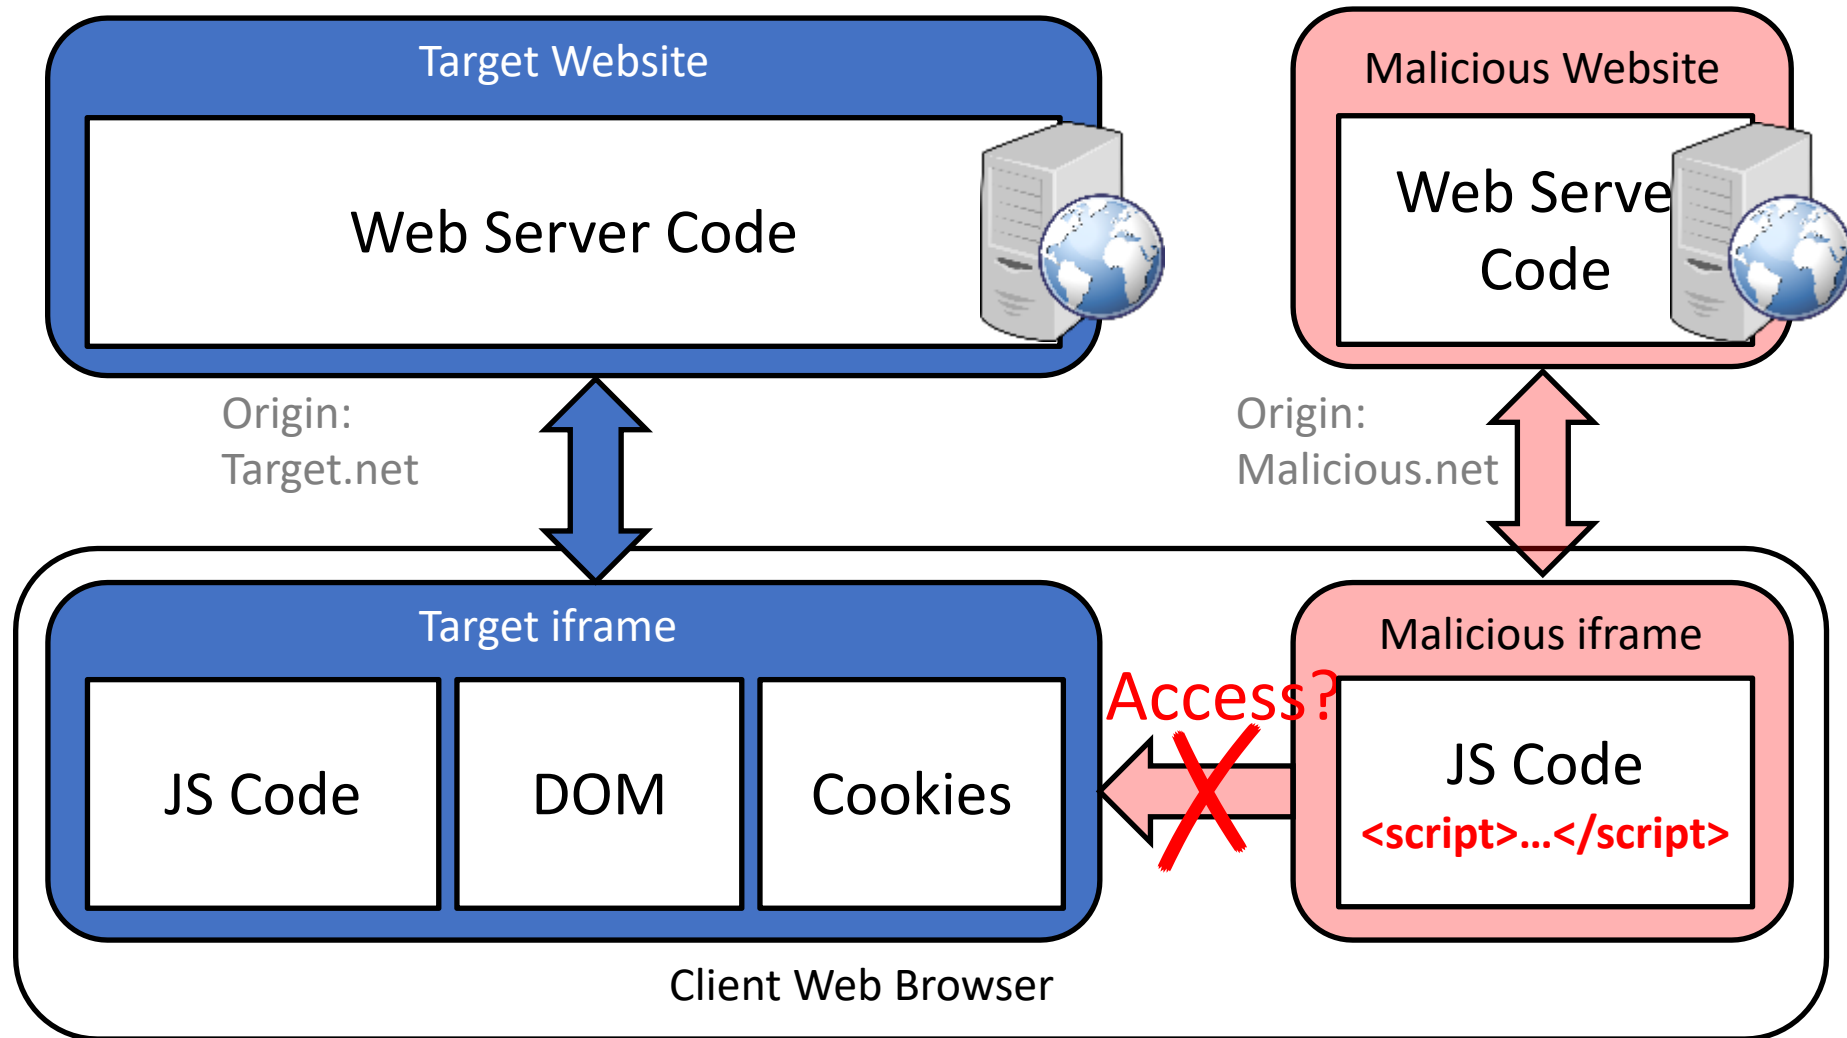 Target Website
Web Server Code
Malicious Website
Web Serve
Code
Origin:
Target.net
Origin:
Malicious.net
Target iframe
JS Code
DOM
Cookies
Access?
Malicious iframe
JS Code
<script>...</script>
Client Web Browser